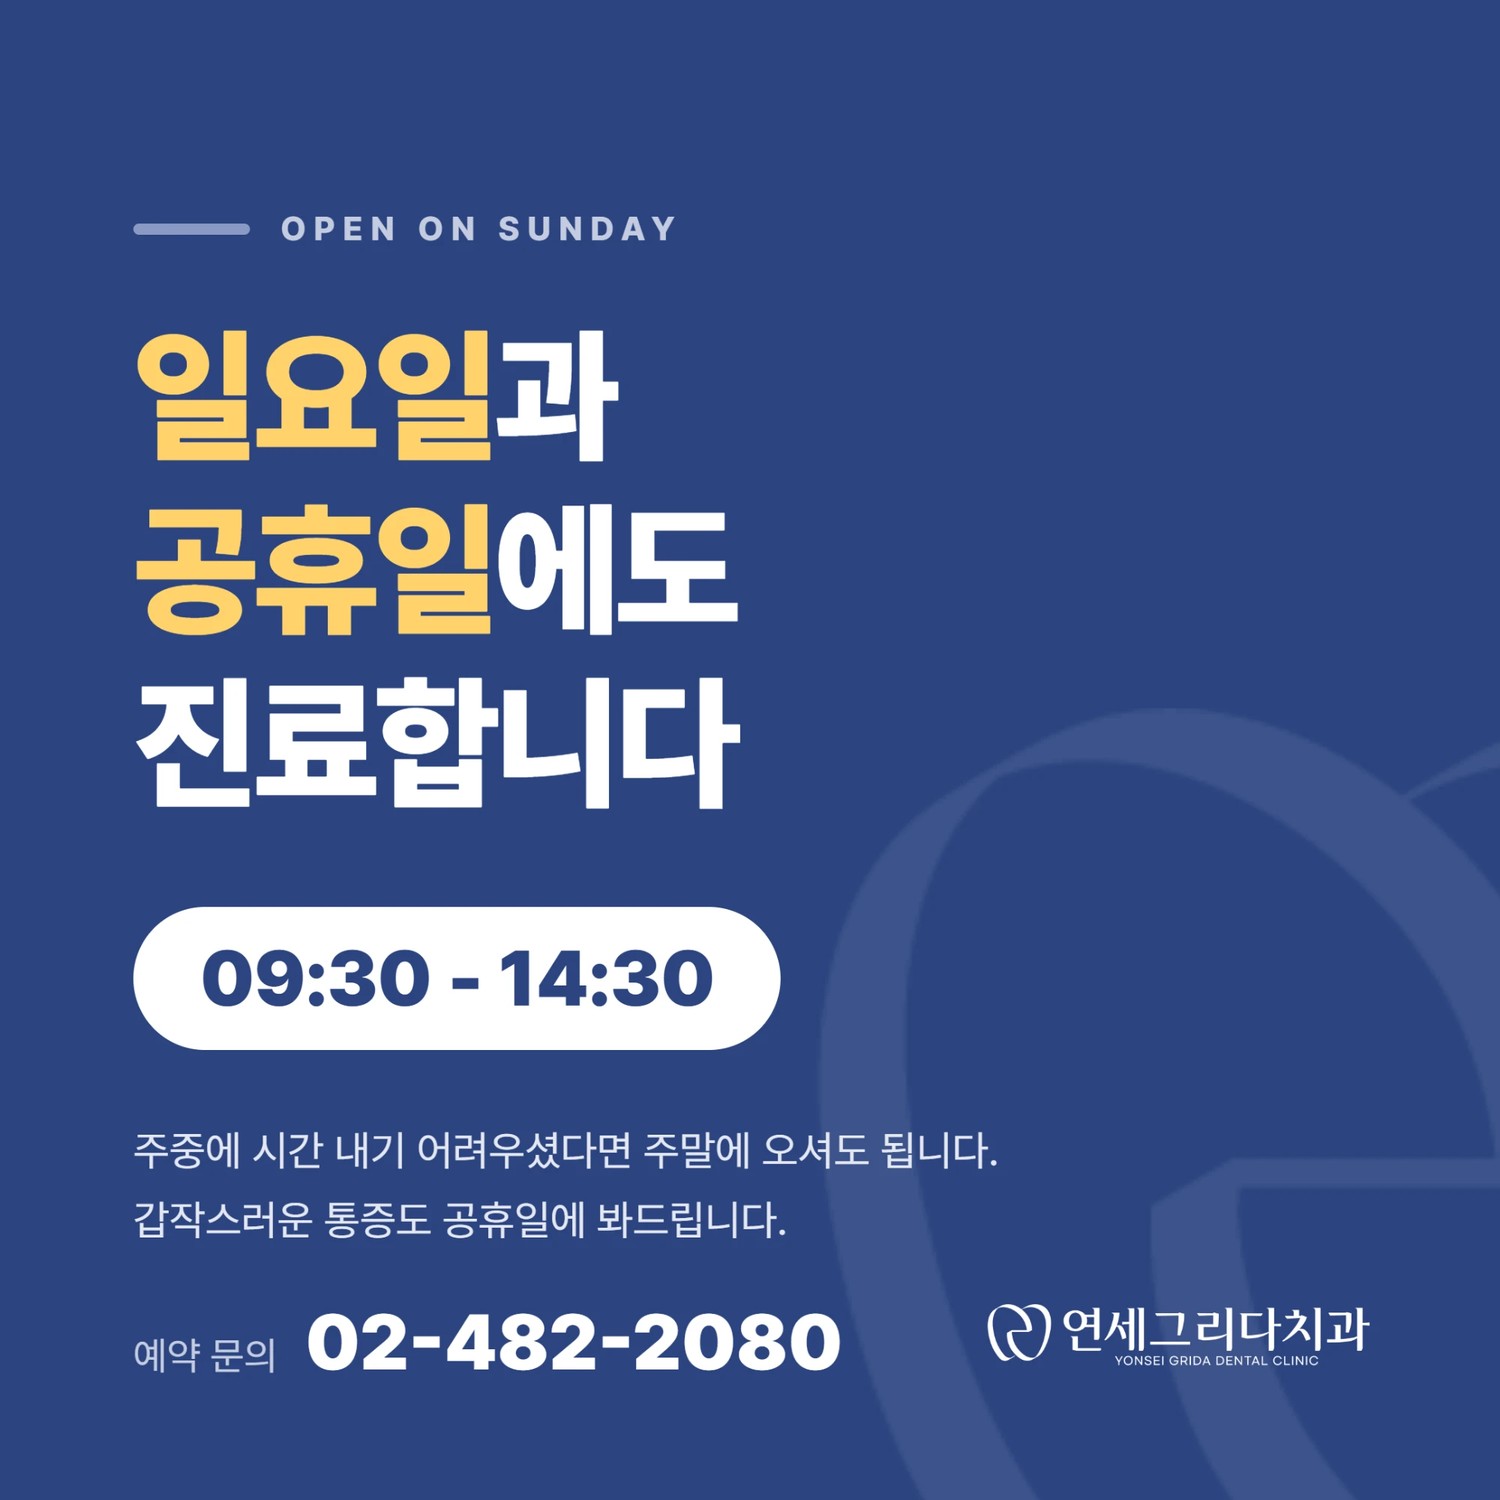 OPEN ON SUNDAY
일요일과
공휴일에도
진료합니다
09:30 - 14:30
주중에 시간 내기 어려우셨다면 주말에 오셔도 됩니다.
갑작스러운 통증도 공휴일에 봐드립니다.
예약 문의 02-482-2080
연세그리다치과
YONSEI GRIDA DENTAL CLINIC